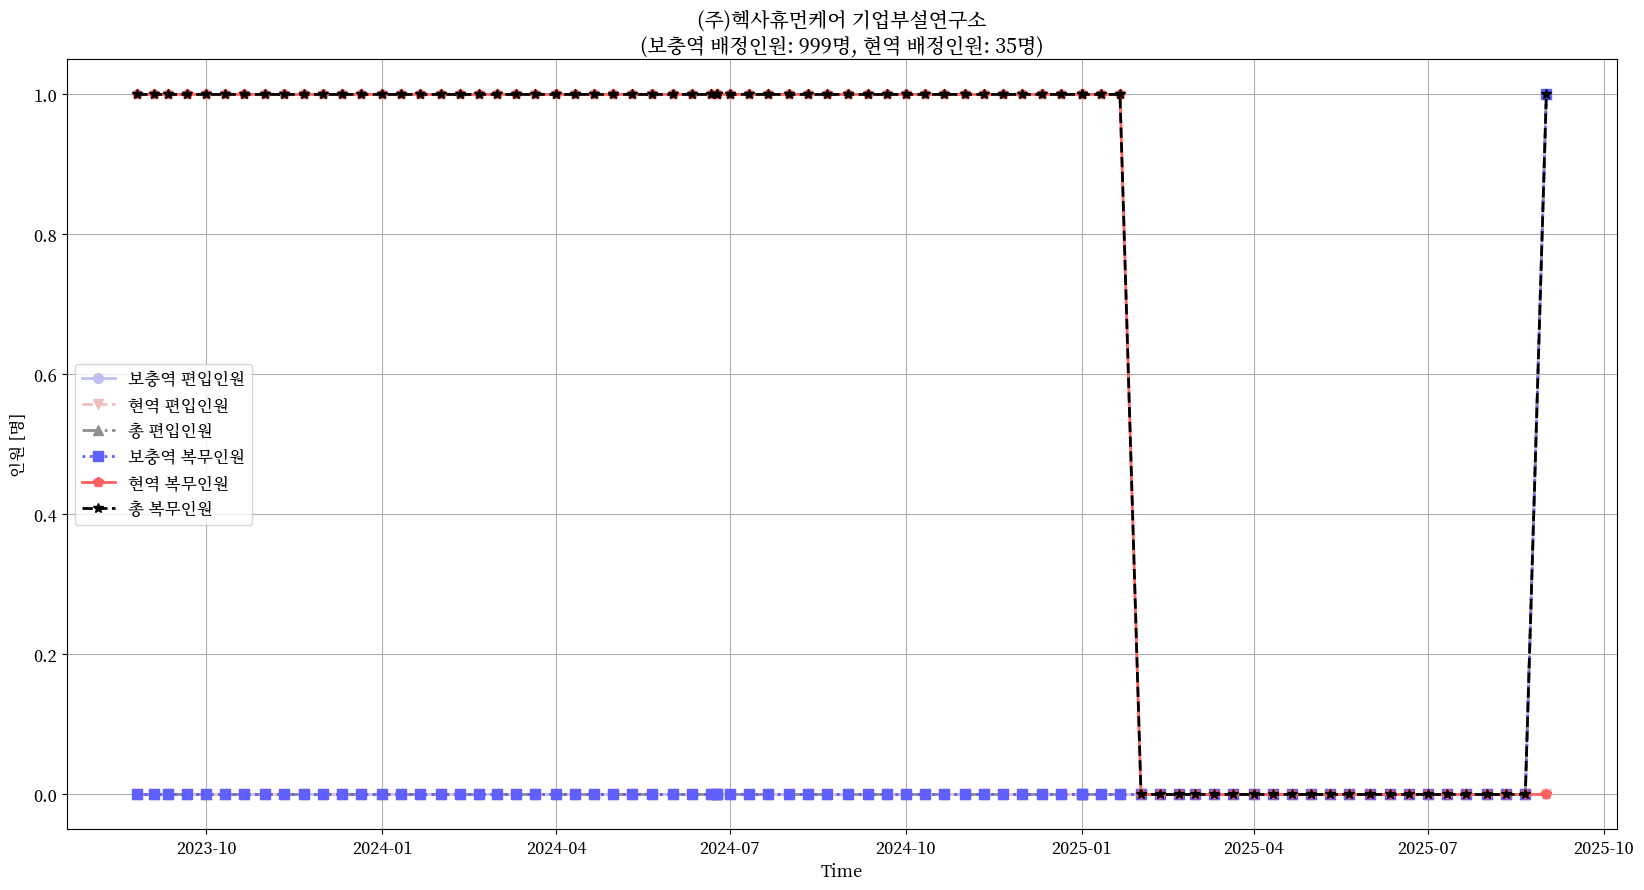 (주)헥사휴먼케어 기업부설연구소
(보충역 배정인원: 999명, 현역 배정인원: 35명)
인원 [명]
1.0
0.8
0.6
0.4
0.2
0.0
보충역 편입인원
현역 편입인원
총 편입인원
보충역 복무인원
현역 복무인원
총 복무인원
2023-10
2024-01
2024-04
2024-07
2024-10
2025-01
2025-04
2025-07
2025-10
Time